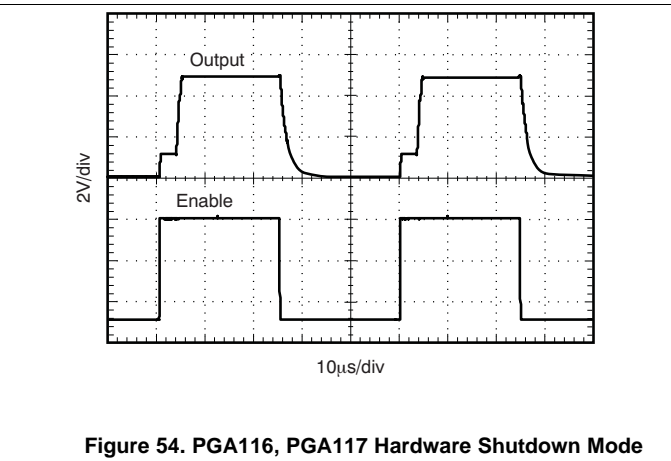 Output
2V/div
Enable
10μs/div
Figure 54. PGA116, PGA117 Hardware Shutdown Mode